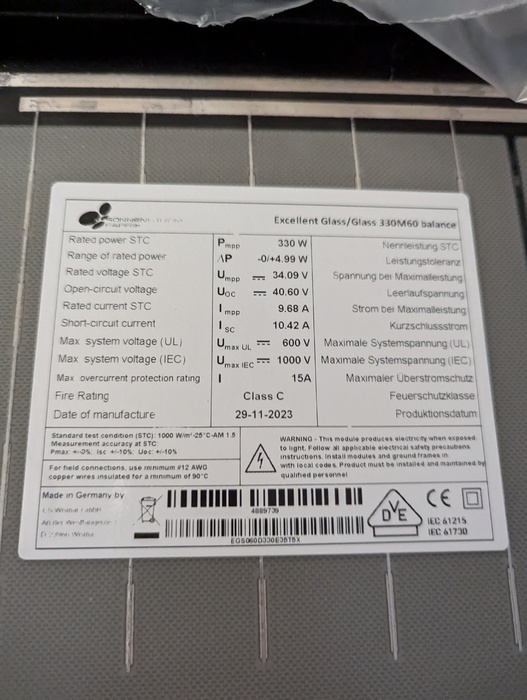 Excellent Glass/Glass 330M60 balance
Rated power STC Pmpp 330 W Nennleistung STC
Range of rated power ΔP -0/+4.99 W Leistungstoleranz
Rated voltage STC Umpp 34.09 V Spannung bei Maximalleistung
Open-circuit voltage Uoc 40.60 V Leerlaufspannung
Rated current STC Impp 9.68 A Strom bei Maximalleistung
Short-circuit current Isc 10.42 A Kurzschlussstrom
Max system voltage (UL) Umax UL 600 V Maximale Systemspannung (UL)
Max system voltage (IEC) Umax IEC 1000 V Maximale Systemspannung (IEC)
Max overcurrent protection rating I 15A Maximaler Überstromschutz
Fire Rating Class C Feuerschutzklasse
Date of manufacture 29-11-2023 Produktionsdatum
Standard test condition (STC): 1000 W/m²-25°C-AM 1.5
Measurement accuracy at STC
Pmax: +-3%; Isc +-10%; Uoc: +-10%
For field connections, use minimum #12 AWG
copper wires insulated for a minimum of 90°C
WARNING - This module produces electricity when exposed
to light. Follow all applicable electrical safety precautions
instructions. Install modules and ground frames in
with local codes. Product must be installed and maintained by
qualified personnel
Made in Germany by
4889739
EGS060D330E3515X
DVE
CE
IEC 61215
IEC 61730